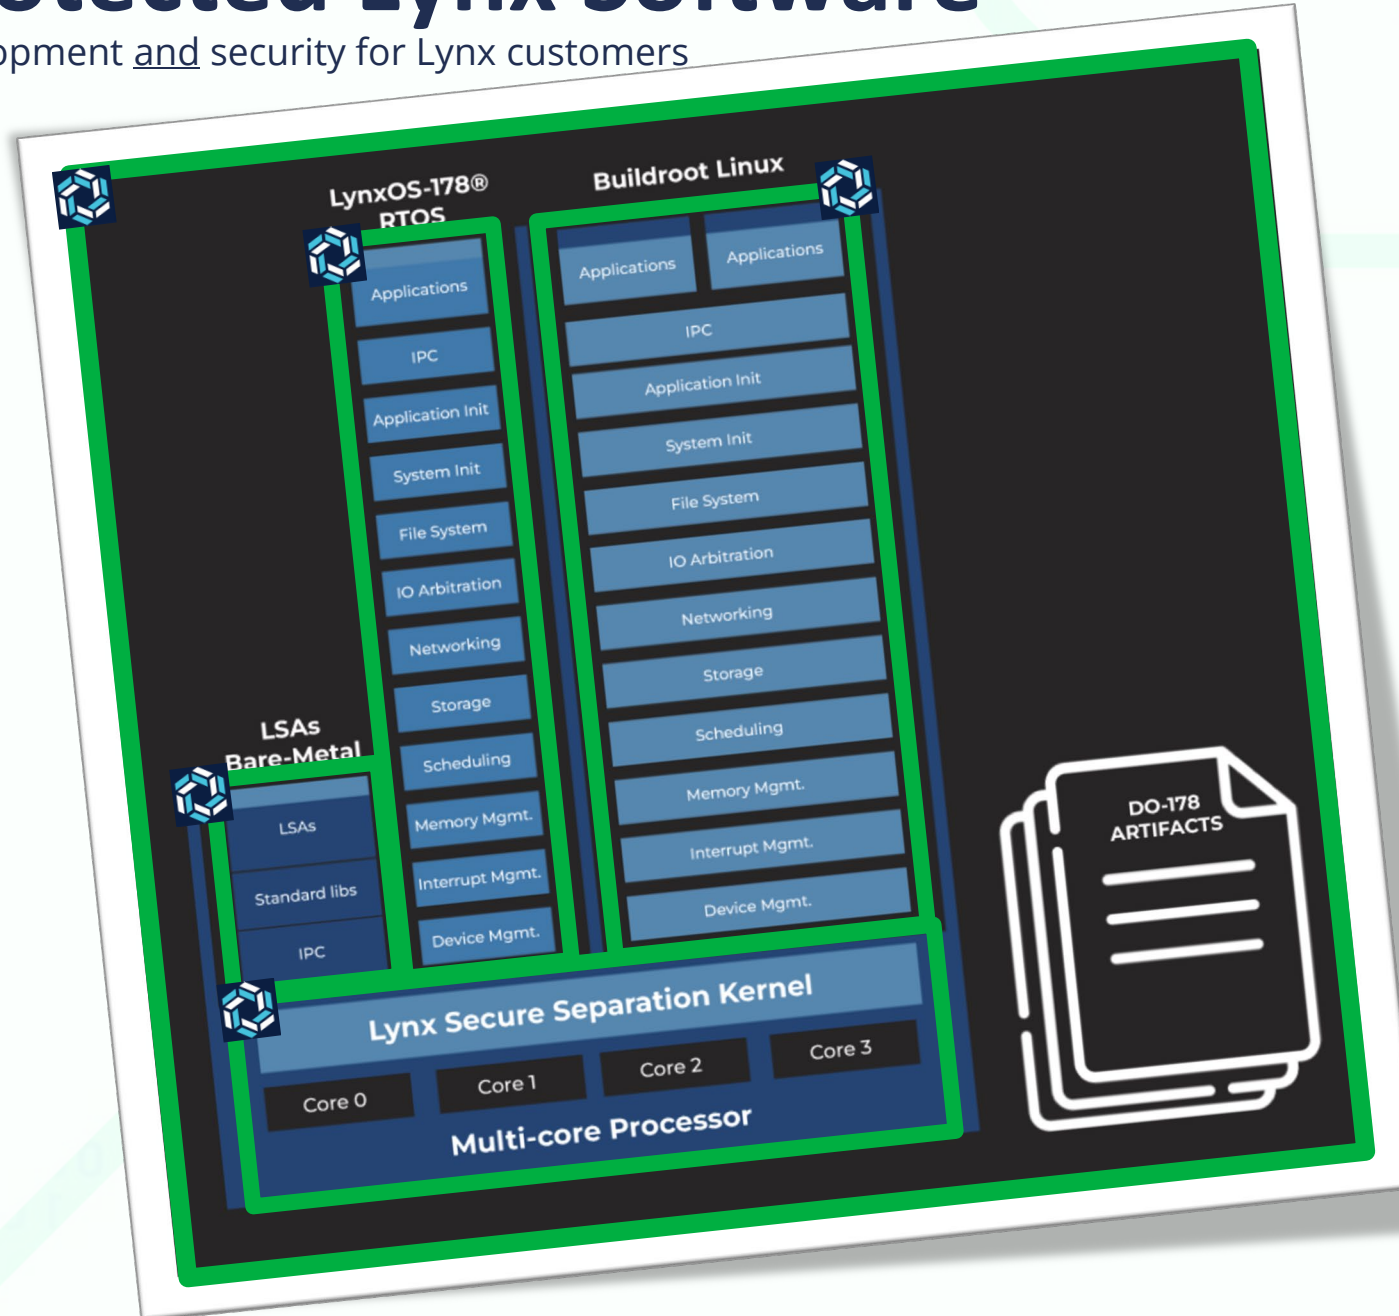 Lynx Software
and security for Lynx customers
LynxOS-178®
RTOS
Applications
IPC
Application Init
System Init
File System
IO Arbitration
Networking
Storage
Scheduling
Memory Mgmt.
Interrupt Mgmt.
Device Mgmt.
Buildroot Linux
Applications
Applications
IPC
Application Init
System Init
File System
IO Arbitration
Networking
Storage
Scheduling
Memory Mgmt.
Interrupt Mgmt.
Device Mgmt.
LSAs
Bare-Metal
LSAs
Standard libs
IPC
Lynx Secure Separation Kernel
Core 0
Core 1
Core 2
Core 3
Multi-core Processor
DO-178
ARTIFACTS